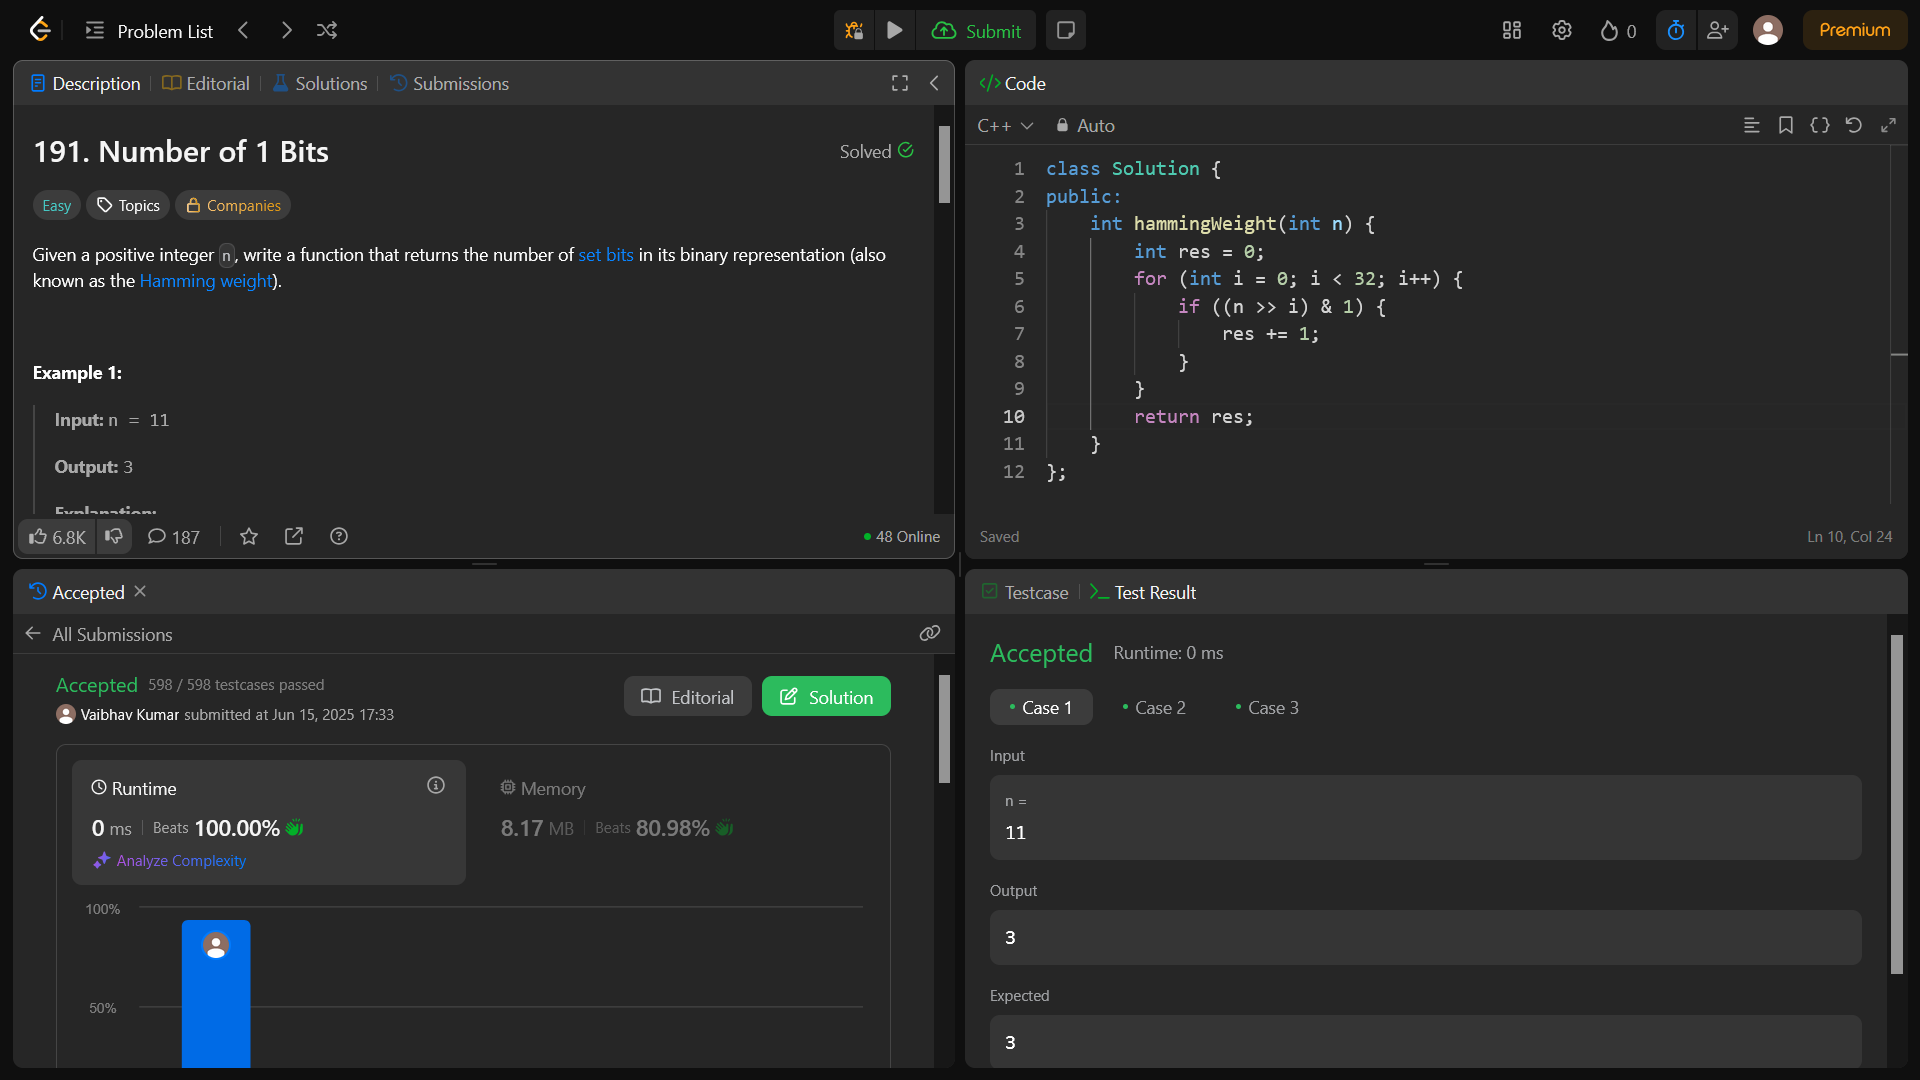 Problem List
Submit
0
Premium
Description
Editorial
Solutions
Submissions
191. Number of 1 Bits
Solved
Easy
Topics
Companies
Given a positive integer n, write a function that returns the number of set bits in its binary representation (also
known as the Hamming weight).
Example 1:
Input: n = 11
Output: 3
Explanation:
6.8K
187
48 Online
Code
C++
Auto
1 class Solution {
2 public:
3     int hammingWeight(int n) {
4         int res = 0;
5         for (int i = 0; i < 32; i++) {
6             if ((n >> i) & 1) {
7                 res += 1;
8             }
9         }
10         return res;
11     }
12 };
Saved
Ln 10, Col 24
Accepted
All Submissions
Accepted 598 / 598 testcases passed
Vaibhav Kumar submitted at Jun 15, 2025 17:33
Editorial
Solution
Runtime
0 ms Beats 100.00%
Analyze Complexity
Memory
8.17 MB Beats 80.98%
100%
50%
Testcase
Test Result
Accepted Runtime: 0 ms
Case 1
Case 2
Case 3
Input
n =
11
Output
3
Expected
3